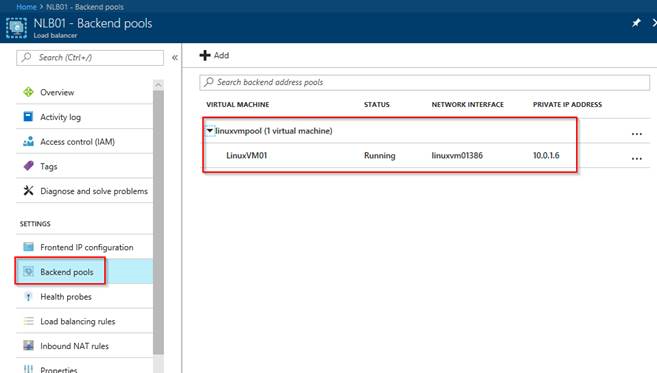 Home > NLB01 - Backend pools
NLB01 - Backend pools
Load balancer
Search (Ctrl+/)
Overview
Activity log
Access control (IAM)
Tags
Diagnose and solve problems
SETTINGS
Frontend IP configuration
Backend pools
Health probes
Load balancing rules
Inbound NAT rules
Properties
Add
Search backend address pools
VIRTUAL MACHINE STATUS NETWORK INTERFACE PRIVATE IP ADDRESS
linuxvmpool (1 virtual machine)
LinuxVM01 Running linuxvm01386 10.0.1.6